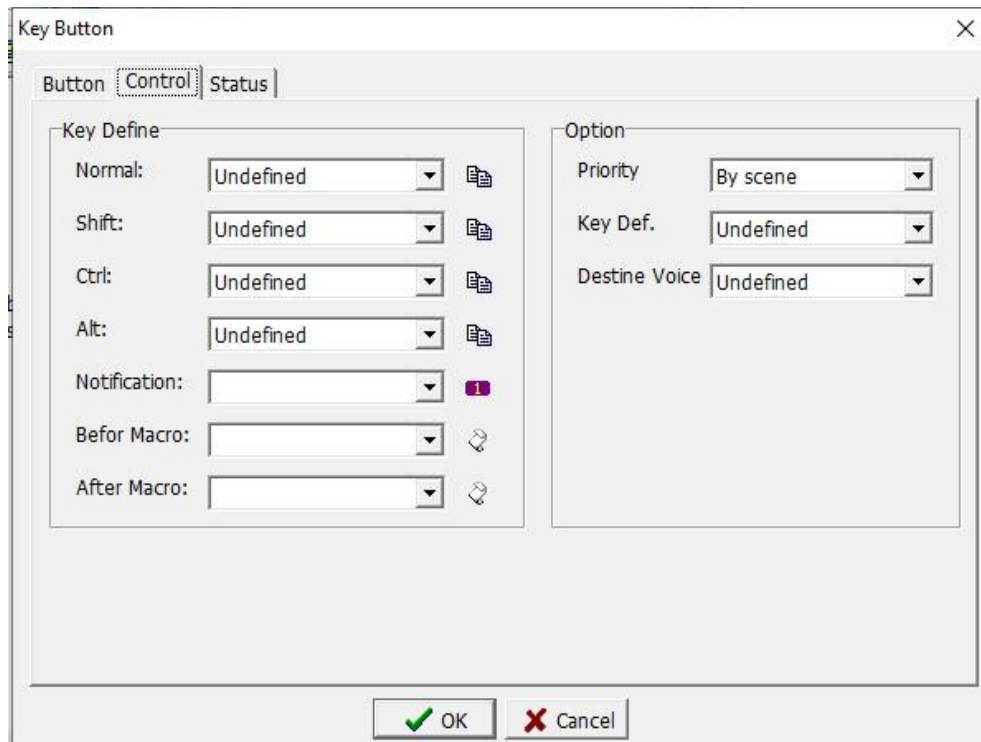 Key Button
Button Control Status
Key Define
Normal: Undefined
Shift: Undefined
Ctrl: Undefined
Alt: Undefined
Notification: 1
Befor Macro:
After Macro:
Option
Priority By scene
Key Def. Undefined
Destine Voice Undefined
OK Cancel